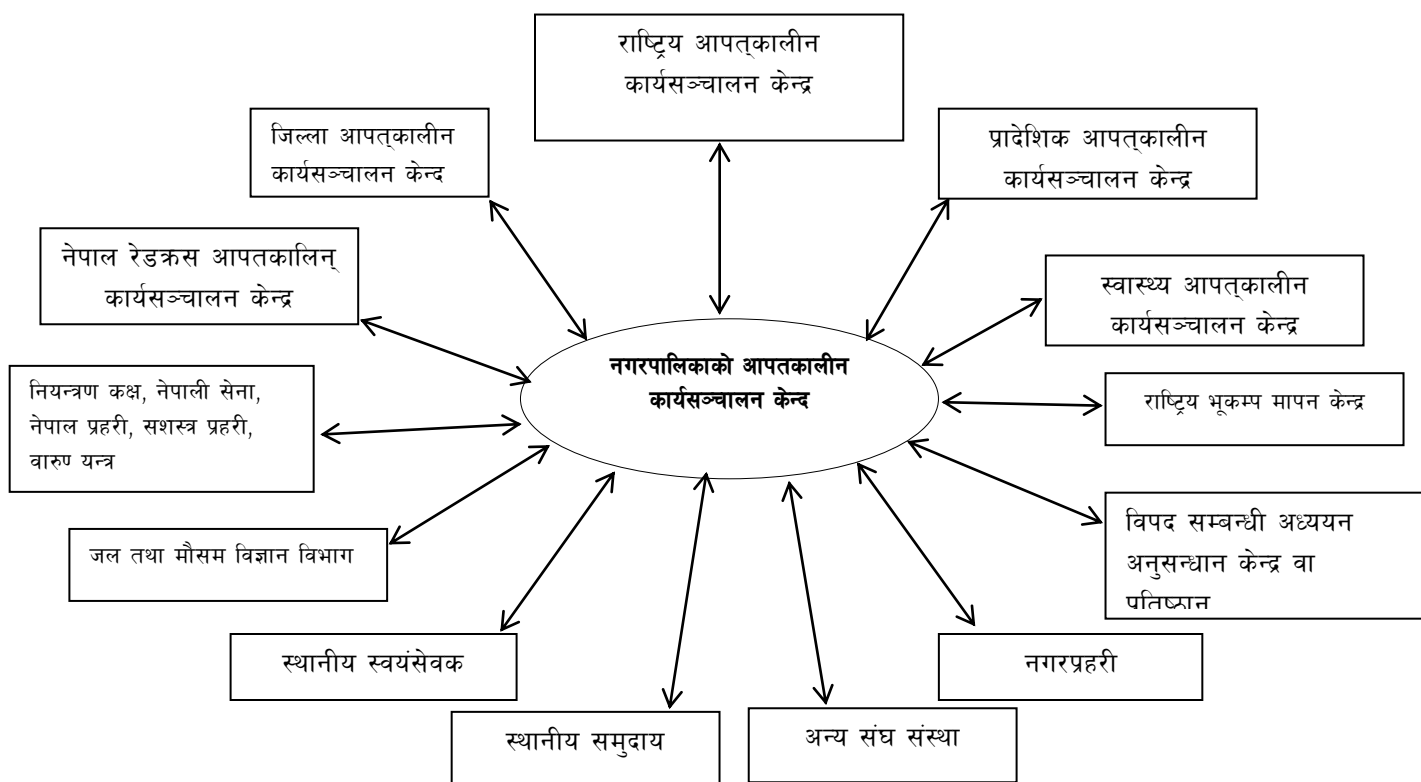 राष्ट्रिय आपत्‌कालीन
कार्यसञ्चालन केन्द्र
जिल्ला आपत्‌कालीन
कार्यसञ्चालन केन्द
प्रादेशिक आपत्‌कालीन
कार्यसञ्चालन केन्द्र
नेपाल रेडक्रस आपतकालिन्
कार्यसञ्चालन केन्द्र
स्वास्थ्य आपत्‌कालीन
कार्यसञ्चालन केन्द्र
नगरपालिकाको आपतकालीन
कार्यसञ्चालन केन्द
नियन्त्रण कक्ष, नेपाली सेना,
नेपाल प्रहरी, सशस्त्र प्रहरी,
वारुण यन्त्र
राष्ट्रिय भूकम्प मापन केन्द्र
जल तथा मौसम विज्ञान विभाग
विपद सम्बन्धी अध्ययन
अनुसन्धान केन्द्र वा
प्रतिष्ठान
स्थानीय स्वयंसेवक
नगरप्रहरी
स्थानीय समुदाय
अन्य संघ संस्था